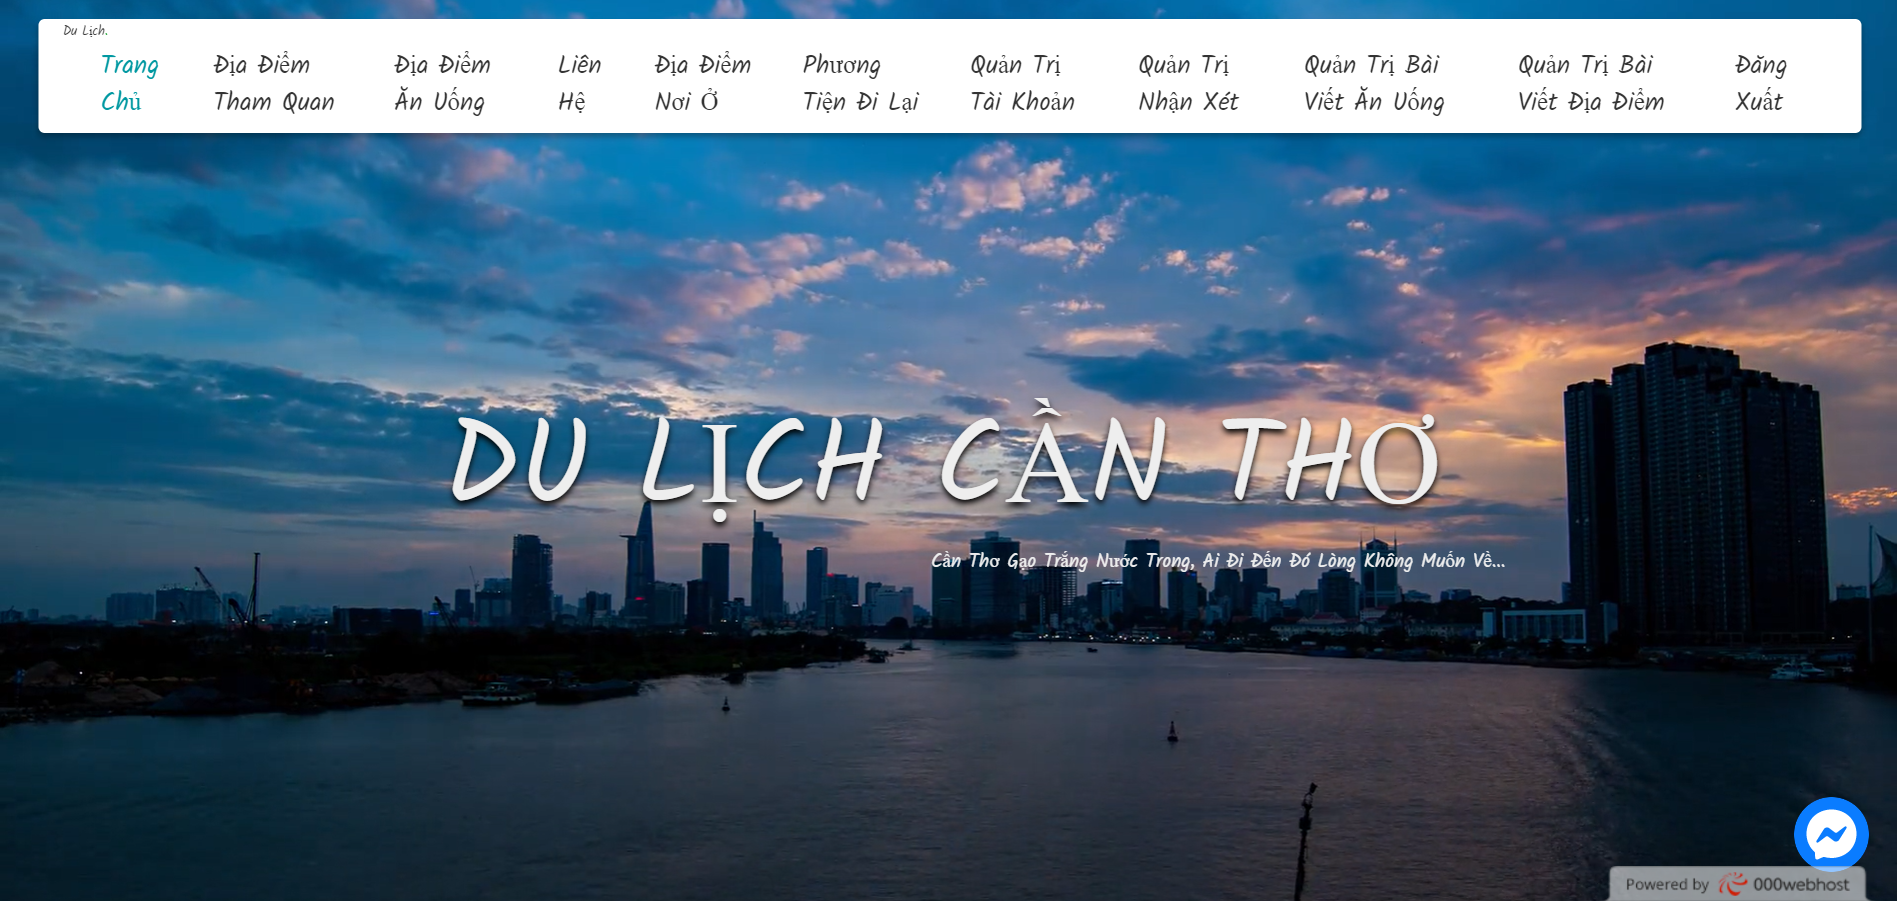 Du Lịch.
Trang Chủ
Địa Điểm Tham Quan
Địa Điểm Ăn Uống
Liên Hệ
Địa Điểm Nơi Ở
Phương Tiện Đi Lại
Quản Trị Tài Khoản
Quản Trị Nhận Xét
Quản Trị Bài Viết Ăn Uống
Quản Trị Bài Viết Địa Điểm
Đăng Xuất
DU LỊCH CẦN THƠ
Cần Thơ Gạo Trắng Nước Trong, Ai Đi Đến Đó Lòng Không Muốn Về...
Powered by 000webhost